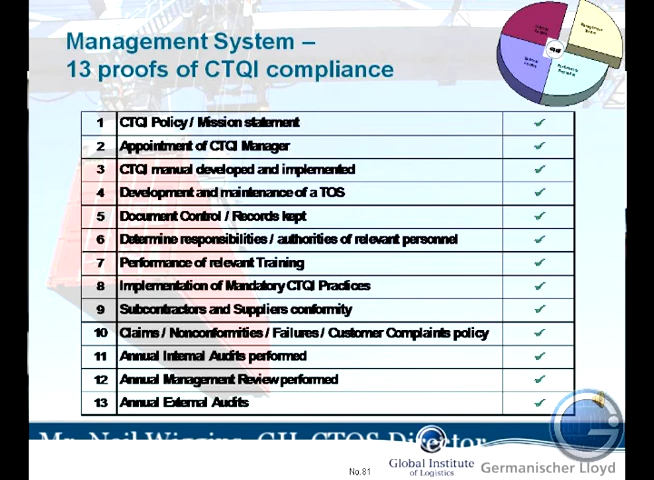 Management System –
13 proofs of CTQI compliance
1 CTQI Policy / Mission statement ✓
2 Appointment of CTQI Manager ✓
3 CTQI manual developed and implemented ✓
4 Development and maintenance of a TOS ✓
5 Document Control / Records kept ✓
6 Determine responsibilities / authorities of relevant personnel ✓
7 Performance of relevant Training ✓
8 Implementation of Mandatory CTQI Practices ✓
9 Subcontractors and Suppliers conformity ✓
10 Claims / Nonconformities / Failures / Customer Complaints policy ✓
11 Annual Internal Audits performed ✓
12 Annual Management Review performed ✓
13 Annual External Audits ✓
Director
No.81
Global Institute
of Logistics
Germanischer Lloyd